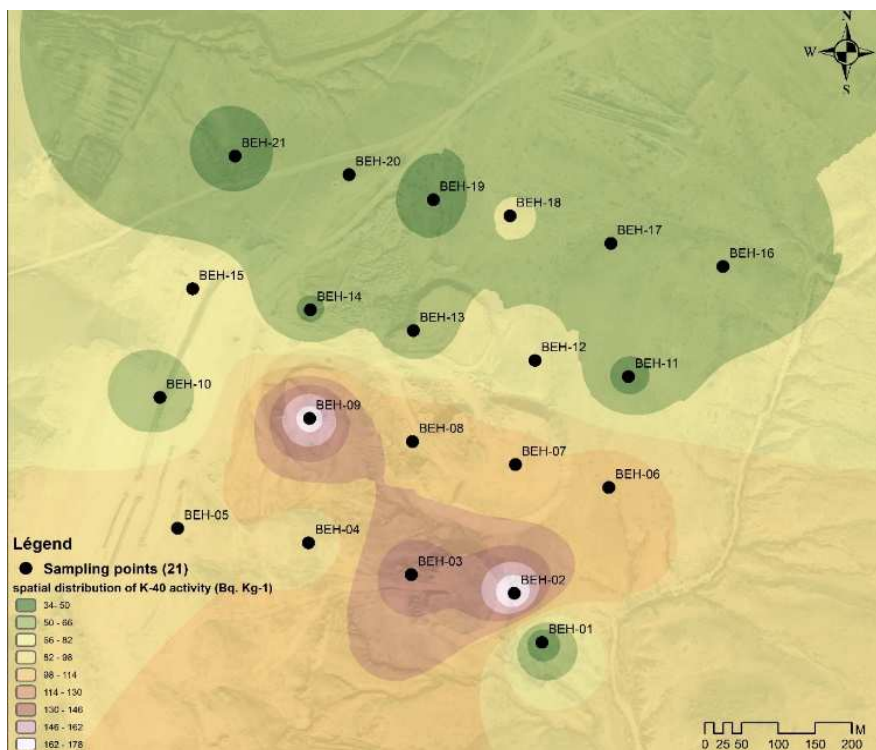 N
W
S
BEH-21
BEH-20
BEH-19
BEH-18
BEH-17
BEH-16
BEH-15
BEH-14
BEH-13
BEH-12
BEH-11
BEH-10
BEH-09
BEH-08
BEH-07
BEH-06
BEH-05
BEH-04
BEH-03
BEH-02
BEH-01
Légend
Sampling points (21)
spatial distribution of K-40 activity (Bq. Kg-1)
34- 50
50 - 66
56 - 82
52 - 98
98 - 114
114 - 130
130 - 146
146 - 162
162 - 178
M
0 25 50 100 150 200